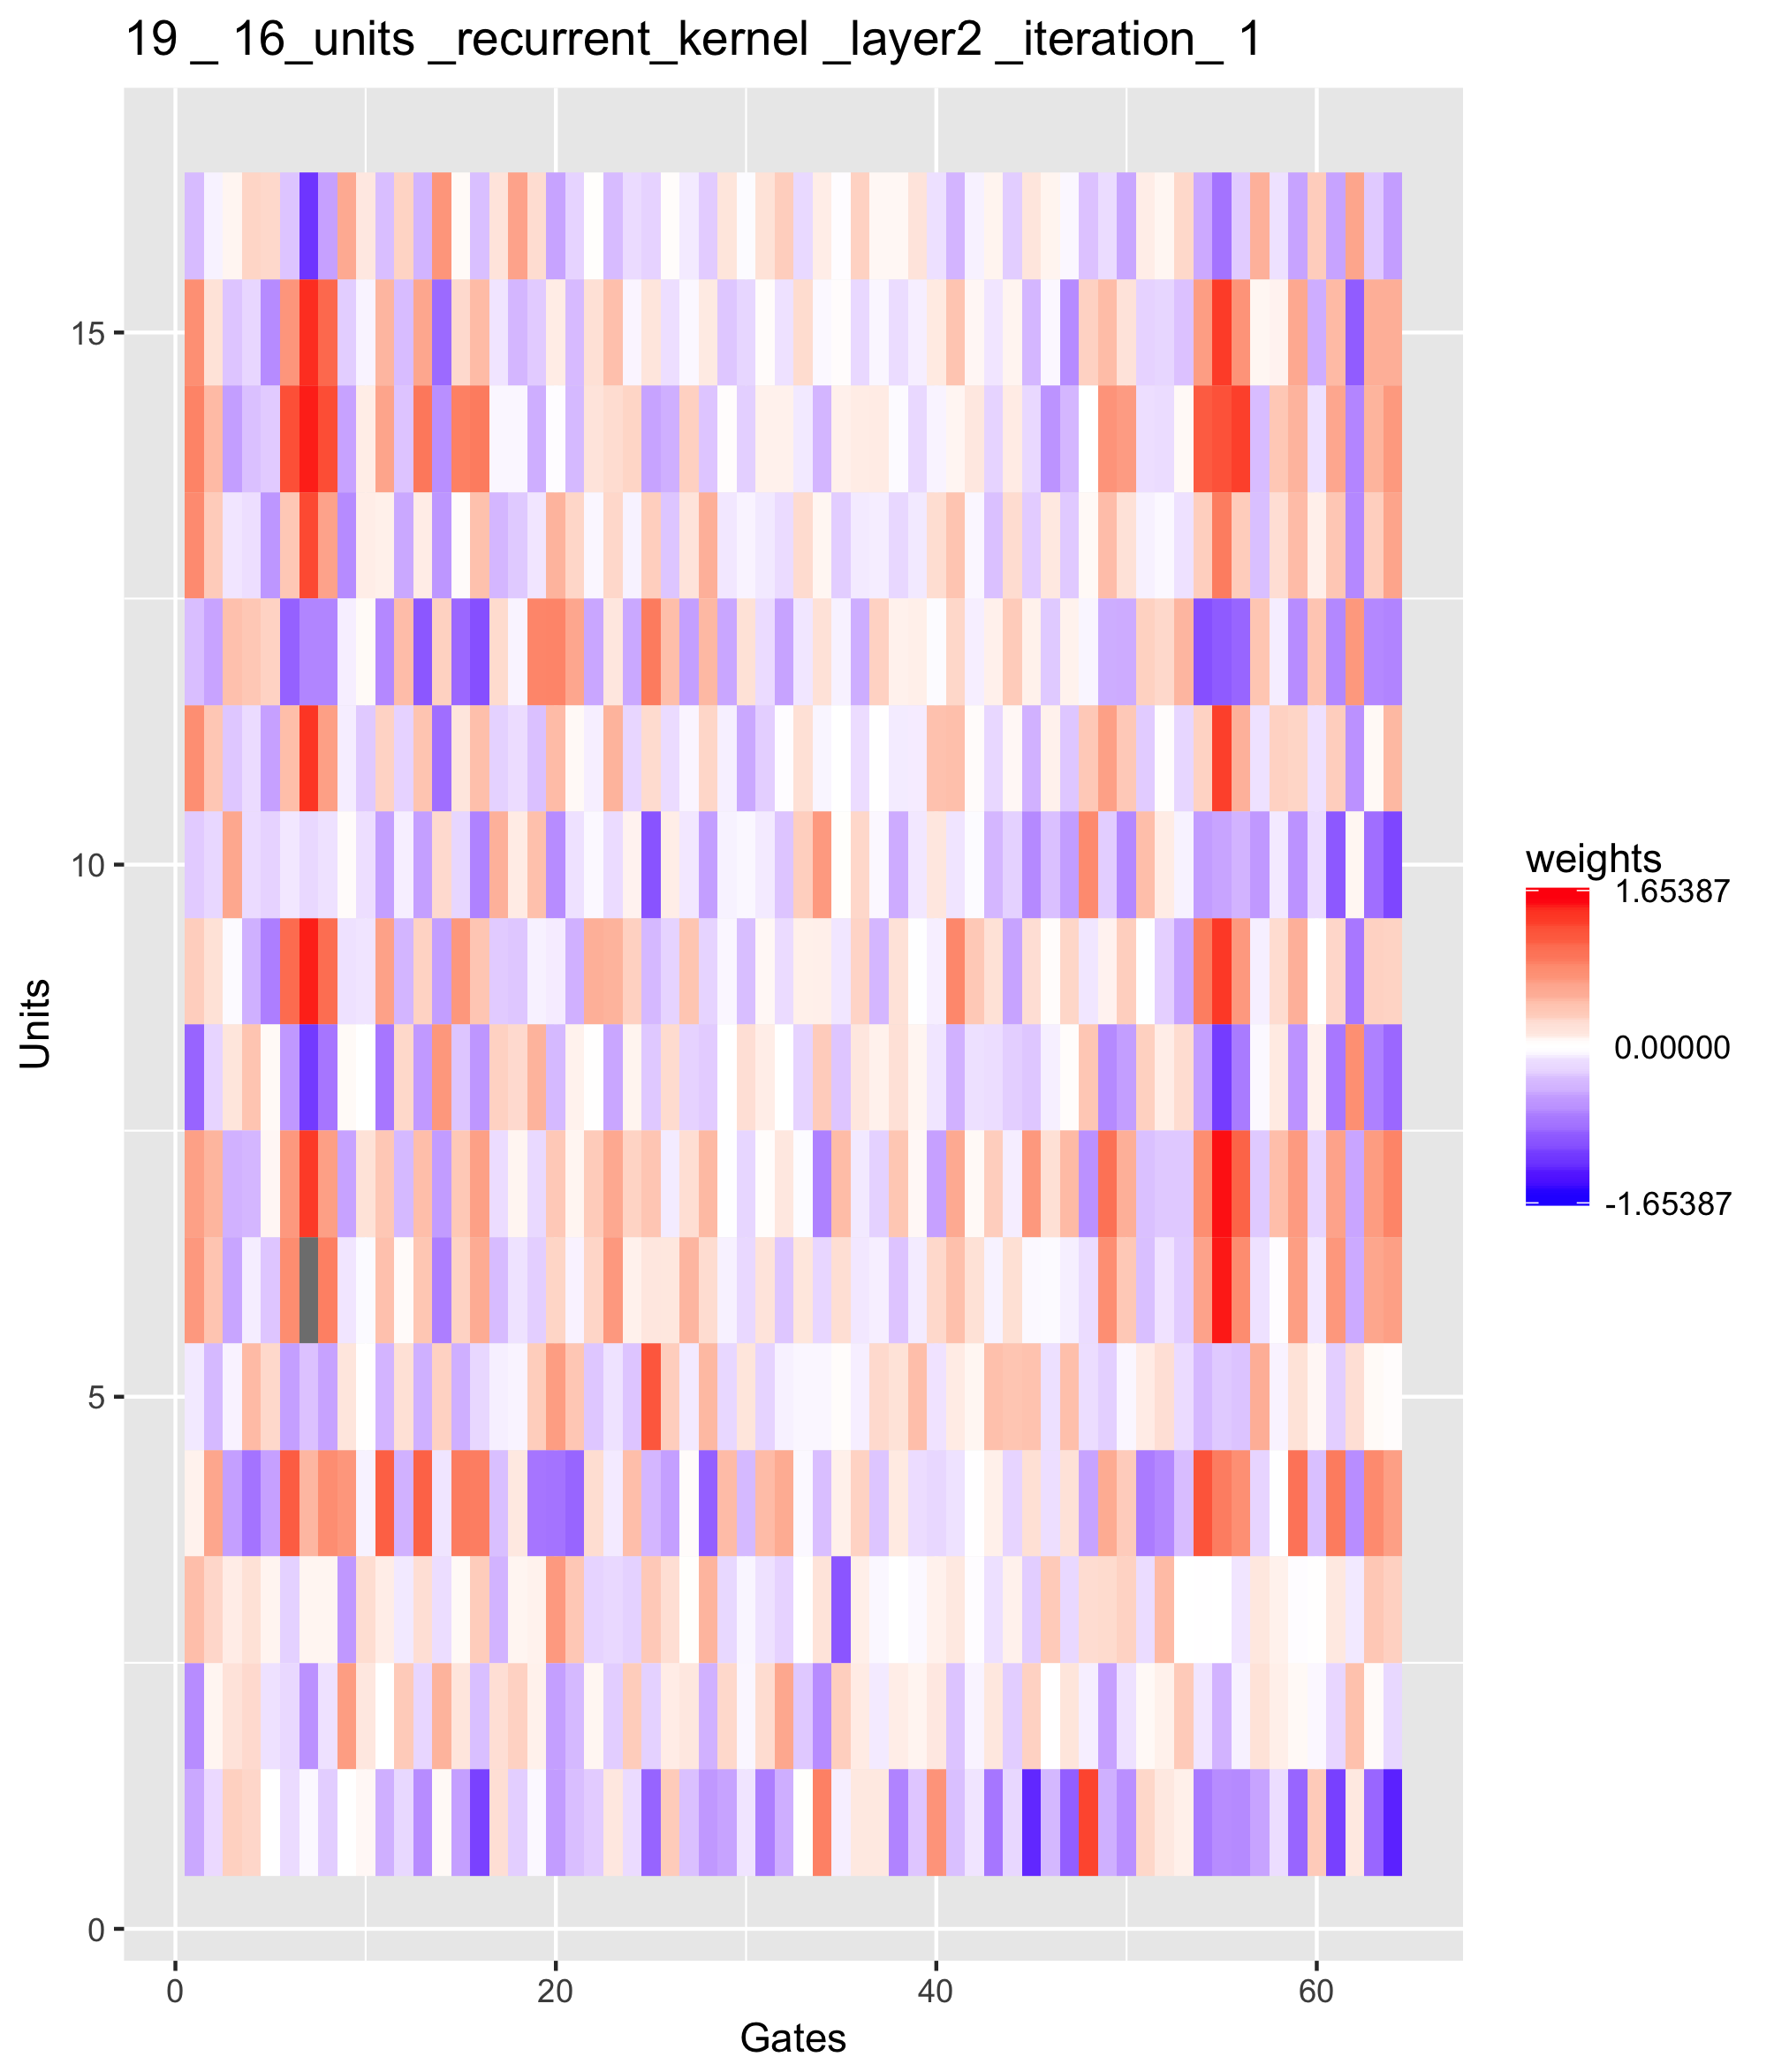 19 _ 16_units _recurrent_kernel _layer2 _iteration_ 1
15
10
5
0
Units
0 20 40 60
Gates
weights
1.65387
0.00000
-1.65387